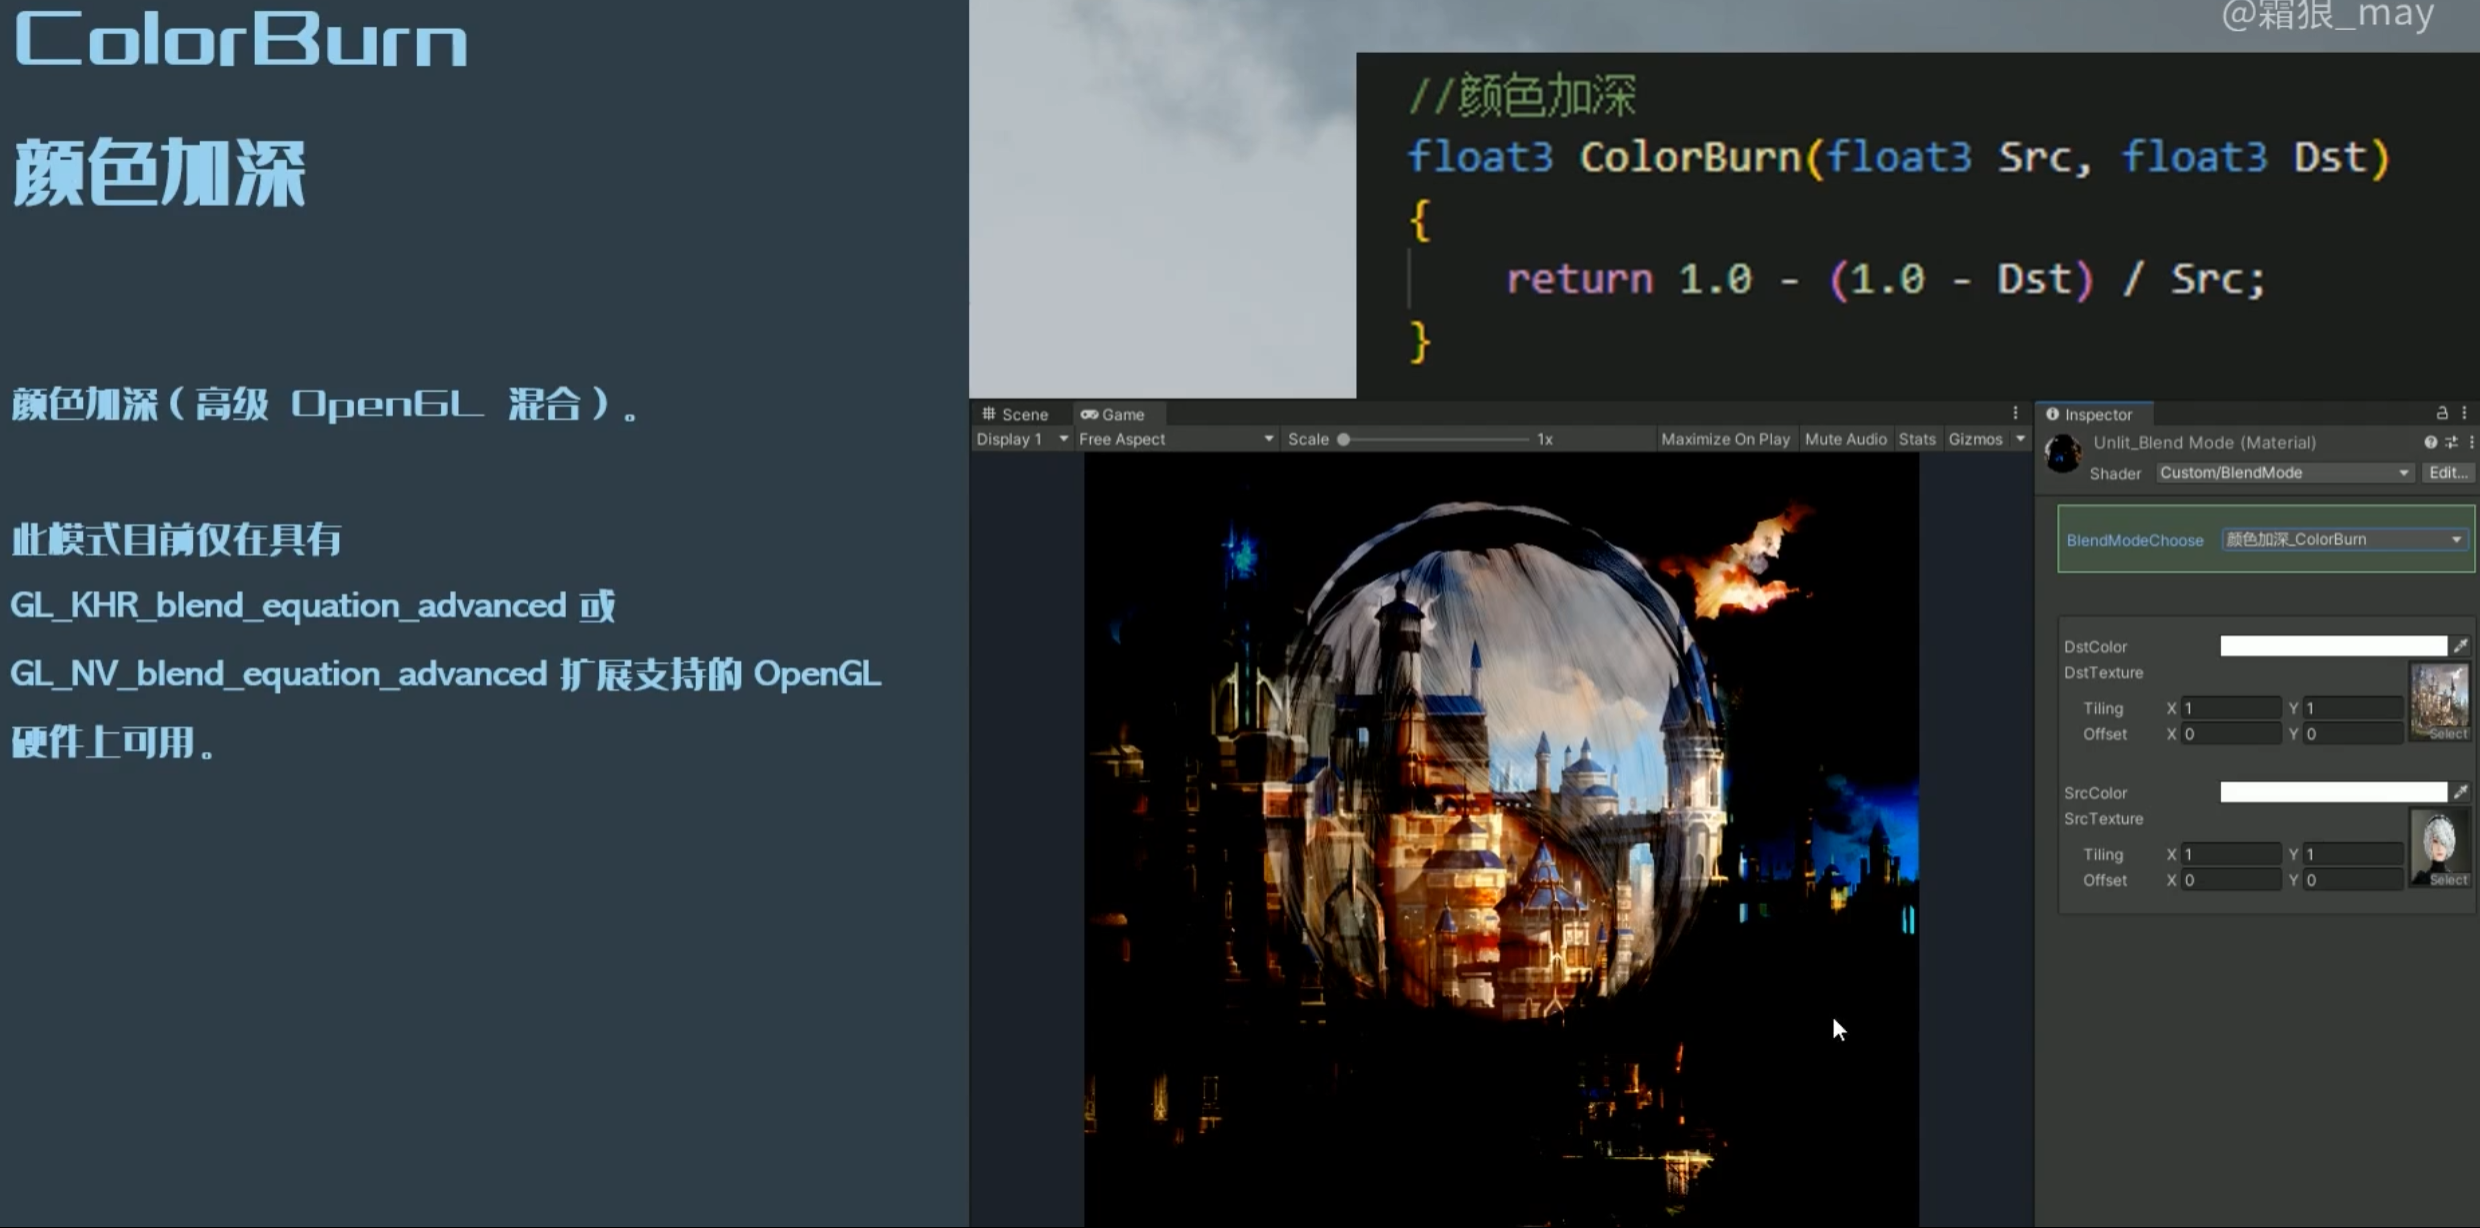 ColorBurn
颜色加深
颜色加深（高级 OpenGL 混合）。
此模式目前仅在具有
GL_KHR_blend_equation_advanced 或
GL_NV_blend_equation_advanced 扩展支持的 OpenGL
硬件上可用。
@霜狼_may
//颜色加深
float3 ColorBurn(float3 Src, float3 Dst)
{
return 1.0 - (1.0 - Dst) / Src;
}
Scene Game
Display 1 Free Aspect Scale 1x Maximize On Play Mute Audio Stats Gizmos
Inspector
Unlit_Blend Mode (Material)
Shader Custom/BlendMode Edit...
BlendModeChoose 颜色加深_ColorBurn
DstColor
DstTexture
Tiling X 1 Y 1
Offset X 0 Y 0
Select
SrcColor
SrcTexture
Tiling X 1 Y 1
Offset X 0 Y 0
Select